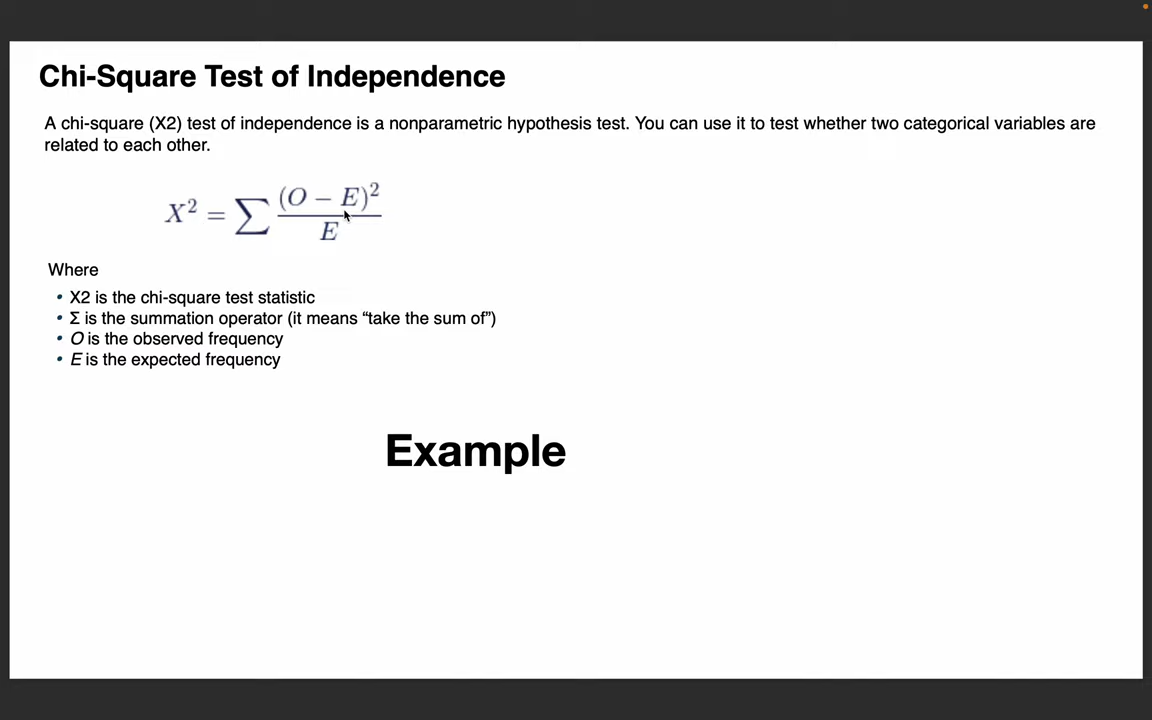 Chi-Square Test of Independence
A chi-square (X2) test of independence is a nonparametric hypothesis test. You can use it to test whether two categorical variables are
related to each other.
X² = ∑ (O − E)² / E
Where
• X2 is the chi-square test statistic
• Σ is the summation operator (it means “take the sum of”)
• O is the observed frequency
• E is the expected frequency
Example